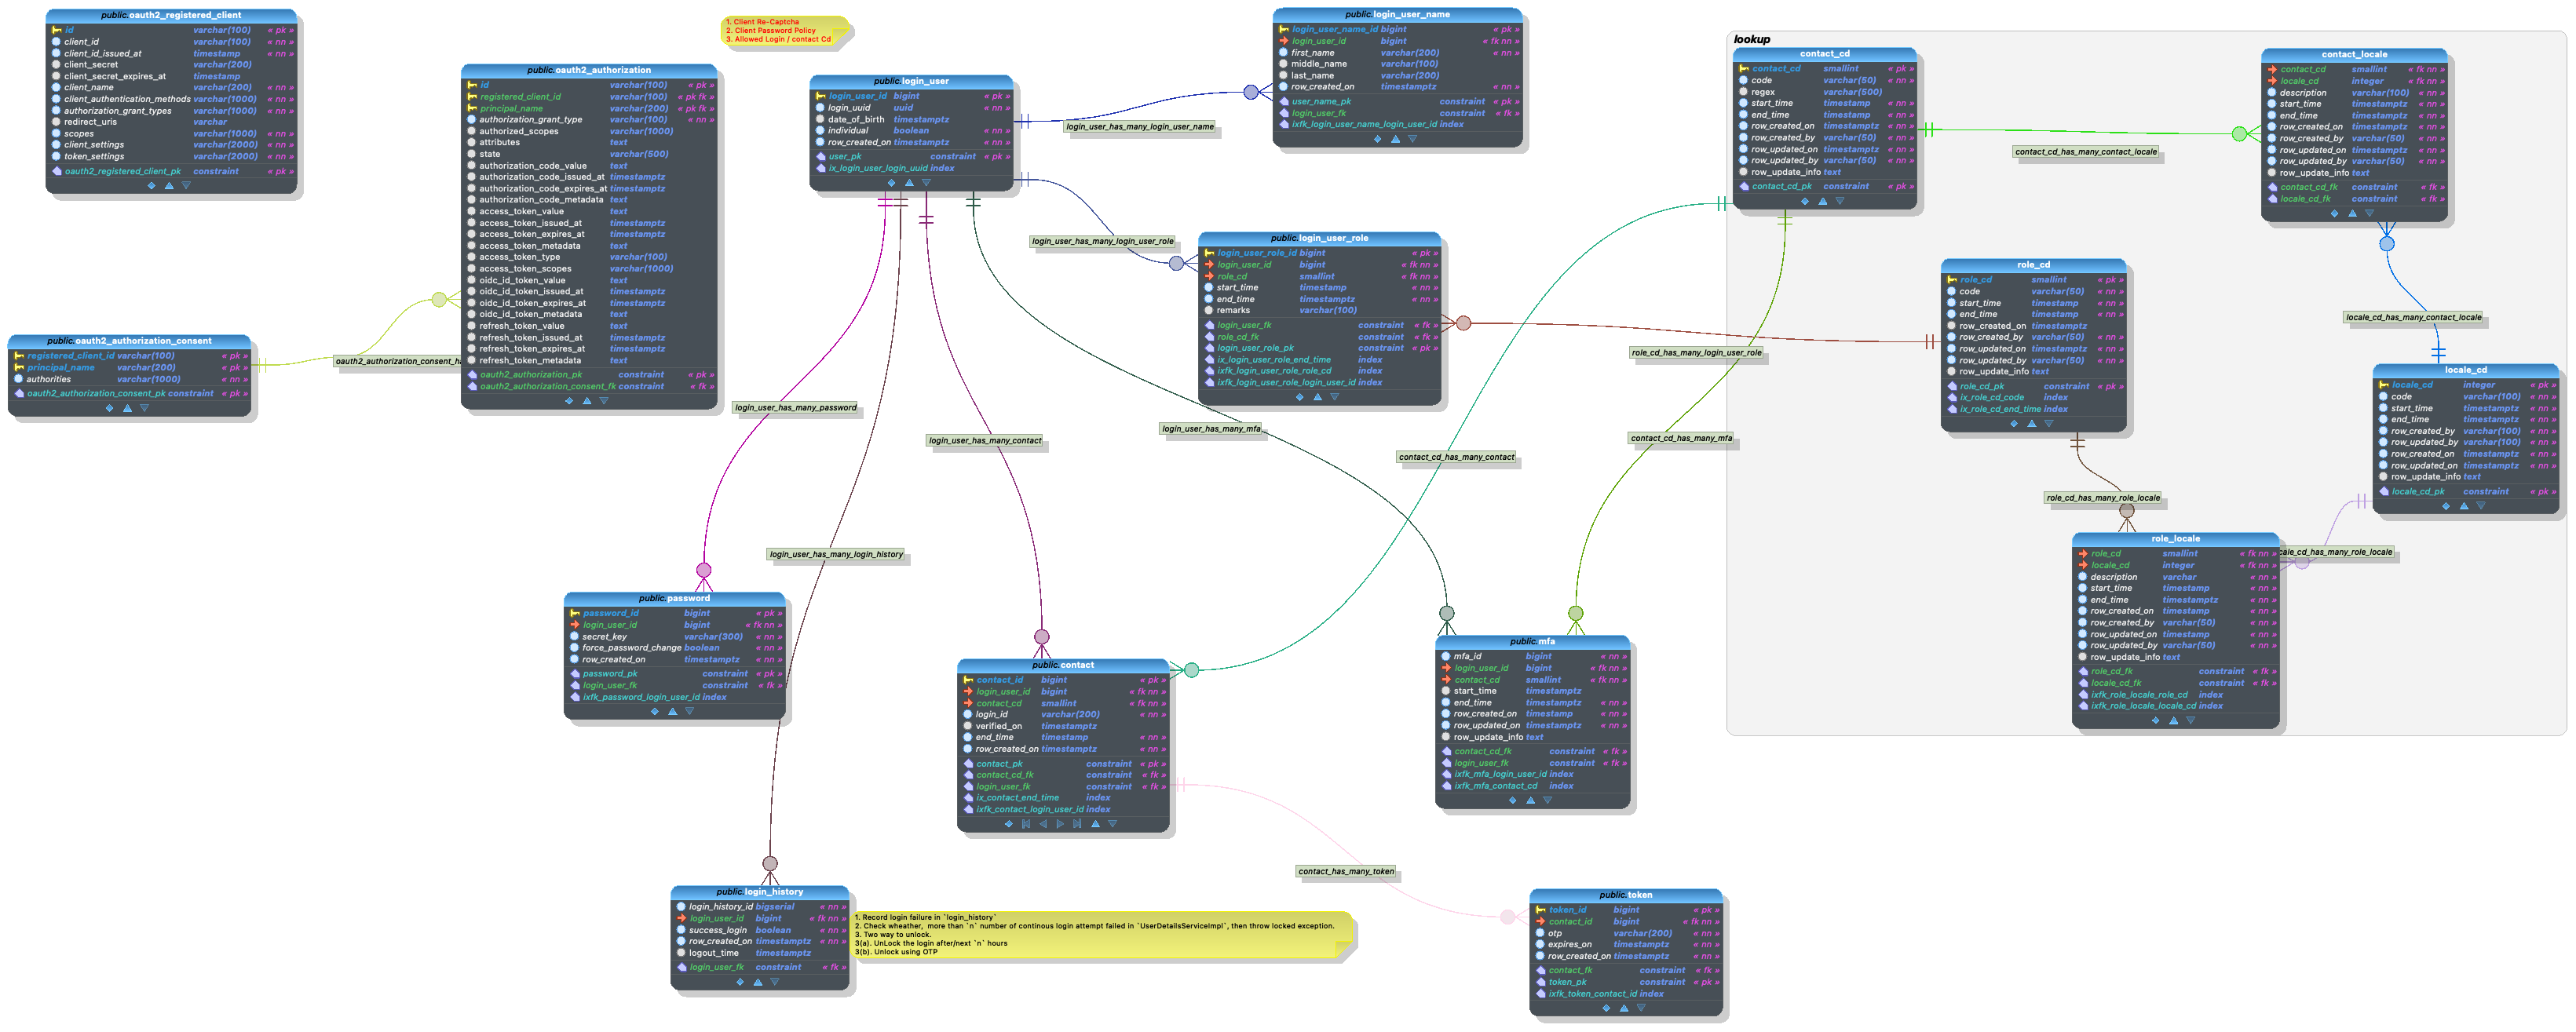 public.oauth2_registered_client
id varchar(100) « pk »
client_id varchar(100) « nn »
client_id_issued_at timestamp « nn »
client_secret varchar(200)
client_secret_expires_at timestamp
client_name varchar(200) « nn »
client_authentication_methods varchar(1000) « nn »
authorization_grant_types varchar(1000) « nn »
redirect_uris varchar
scopes varchar(1000) « nn »
client_settings varchar(2000) « nn »
token_settings varchar(2000) « nn »
oauth2_registered_client_pk constraint « pk »
public.oauth2_authorization_consent
registered_client_id varchar(100) « pk »
principal_name varchar(200) « pk »
authorities varchar(1000) « nn »
oauth2_authorization_consent_pk constraint « pk »
oauth2_authorization_consent_ha
public.oauth2_authorization
id varchar(100) « pk »
registered_client_id varchar(100) « pk fk »
principal_name varchar(200) « pk fk »
authorization_grant_type varchar(100) « nn »
authorized_scopes varchar(1000)
attributes text
state varchar(500)
authorization_code_value text
authorization_code_issued_at timestamptz
authorization_code_expires_at timestamptz
authorization_code_metadata text
access_token_value text
access_token_issued_at timestamptz
access_token_expires_at timestamptz
access_token_metadata text
access_token_type varchar(100)
access_token_scopes varchar(1000)
oidc_id_token_value text
oidc_id_token_issued_at timestamptz
oidc_id_token_expires_at timestamptz
oidc_id_token_metadata text
refresh_token_value text
refresh_token_issued_at timestamptz
refresh_token_expires_at timestamptz
refresh_token_metadata text
oauth2_authorization_pk constraint « pk »
oauth2_authorization_consent_fk constraint « fk »
1. Client Re-Captcha
2. Client Password Policy
3. Allowed Login / contact Cd
public.login_user
login_user_id bigint « pk »
login_uuid uuid « nn »
date_of_birth timestamptz
individual boolean « nn »
row_created_on timestamptz « nn »
user_pk constraint « pk »
ix_login_user_login_uuid index
login_user_has_many_login_user_name
public.login_user_name
login_user_name_id bigint « pk »
login_user_id bigint « fk nn »
first_name varchar(200) « nn »
middle_name varchar(100)
last_name varchar(200)
row_created_on timestamptz « nn »
user_name_pk constraint « pk »
login_user_fk constraint « fk »
ixfk_login_user_name_login_user_id index
login_user_has_many_login_user_role
public.login_user_role
login_user_role_id bigint « pk »
login_user_id bigint « fk nn »
role_cd smallint « fk nn »
start_time timestamp « nn »
end_time timestamptz « nn »
remarks varchar(100)
login_user_fk constraint « fk »
role_cd_fk constraint « fk »
login_user_role_pk constraint « pk »
ix_login_user_role_end_time index
ixfk_login_user_role_role_cd index
ixfk_login_user_role_login_user_id index
role_cd_has_many_login_user_role
login_user_has_many_password
login_user_has_many_contact
login_user_has_many_mfa
contact_cd_has_many_contact
contact_cd_has_many_mfa
login_user_has_many_login_history
public.password
password_id bigint « pk »
login_user_id bigint « fk nn »
secret_key varchar(300) « nn »
force_password_change boolean « nn »
row_created_on timestamptz « nn »
password_pk constraint « pk »
login_user_fk constraint « fk »
ixfk_password_login_user_id index
public.contact
contact_id bigint « pk »
login_user_id bigint « fk nn »
contact_cd smallint « fk nn »
login_id varchar(200) « nn »
verified_on timestamptz
end_time timestamp « nn »
row_created_on timestamptz « nn »
contact_pk constraint « pk »
contact_cd_fk constraint « fk »
login_user_fk constraint « fk »
ix_contact_end_time index
ixfk_contact_login_user_id index
public.mfa
mfa_id bigint « nn »
login_user_id bigint « fk nn »
contact_cd smallint « fk nn »
start_time timestamptz
end_time timestamptz « nn »
row_created_on timestamp « nn »
row_updated_on timestamptz « nn »
row_update_info text
contact_cd_fk constraint « fk »
login_user_fk constraint « fk »
ixfk_mfa_login_user_id index
ixfk_mfa_contact_cd index
contact_has_many_token
public.login_history
login_history_id bigserial « nn »
login_user_id bigint « fk nn »
success_login boolean « nn »
row_created_on timestamptz « nn »
logout_time timestamptz
login_user_fk constraint « fk »
1. Record login failure in `login_history`
2. Check wheather, more than `n` number of continous login attempt failed in `UserDetailsServiceImpl`, then throw locked exception.
3. Two way to unlock.
3(a). UnLock the login after/next `n` hours
3(b). Unlock using OTP
public.token
token_id bigint « pk »
contact_id bigint « fk nn »
otp varchar(200) « nn »
expires_on timestamptz « nn »
row_created_on timestamptz « nn »
contact_fk constraint « fk »
token_pk constraint « pk »
ixfk_token_contact_id index
lookup
contact_cd
contact_cd smallint « pk »
code varchar(50) « nn »
regex varchar(500)
start_time timestamp « nn »
end_time timestamp « nn »
row_created_on timestamptz « nn »
row_created_by varchar(50) « nn »
row_updated_on timestamptz « nn »
row_updated_by varchar(50) « nn »
row_update_info text
contact_cd_pk constraint « pk »
contact_cd_has_many_contact_locale
contact_locale
contact_cd smallint « fk nn »
locale_cd integer « fk nn »
description varchar(100) « nn »
start_time timestamptz « nn »
end_time timestamptz « nn »
row_created_on timestamptz « nn »
row_created_by varchar(50) « nn »
row_updated_on timestamptz « nn »
row_updated_by varchar(50) « nn »
row_update_info text
contact_cd_fk constraint « fk »
locale_cd_fk constraint « fk »
locale_cd_has_many_contact_locale
role_cd
role_cd smallint « pk »
code varchar(50) « nn »
start_time timestamp « nn »
end_time timestamp « nn »
row_created_on timestamptz
row_created_by varchar(50) « nn »
row_updated_on timestamptz « nn »
row_updated_by varchar(50) « nn »
row_update_info text
role_cd_pk constraint « pk »
ix_role_cd_code index
ix_role_cd_end_time index
locale_cd
locale_cd integer « pk »
code varchar(100) « nn »
start_time timestamptz « nn »
end_time timestamptz « nn »
row_created_by varchar(100) « nn »
row_updated_by varchar(100) « nn »
row_created_on timestamptz « nn »
row_updated_on timestamptz « nn »
row_update_info text
locale_cd_pk constraint « pk »
role_cd_has_many_role_locale
cale_cd_has_many_role_locale
role_locale
role_cd smallint « fk nn »
locale_cd integer « fk nn »
description varchar « nn »
start_time timestamp « nn »
end_time timestamptz « nn »
row_created_on timestamp « nn »
row_created_by varchar(50) « nn »
row_updated_on timestamp « nn »
row_updated_by varchar(50) « nn »
row_update_info text
role_cd_fk constraint « fk »
locale_cd_fk constraint « fk »
ixfk_role_locale_role_cd index
ixfk_role_locale_locale_cd index